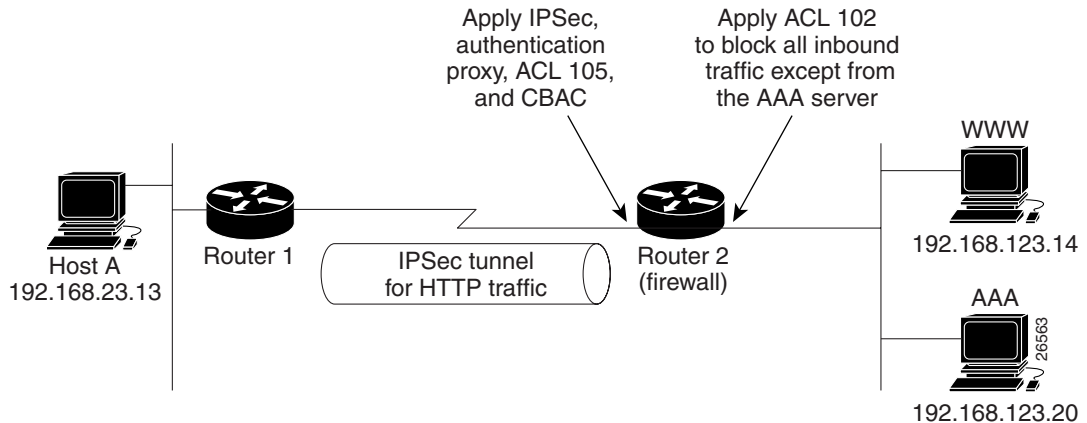 Apply IPSec,
authentication
proxy, ACL 105,
and CBAC
Apply ACL 102
to block all inbound
traffic except from
the AAA server
WWW
192.168.123.14
Host A
192.168.23.13
Router 1
IPSec tunnel
for HTTP traffic
Router 2
(firewall)
AAA
26563
192.168.123.20